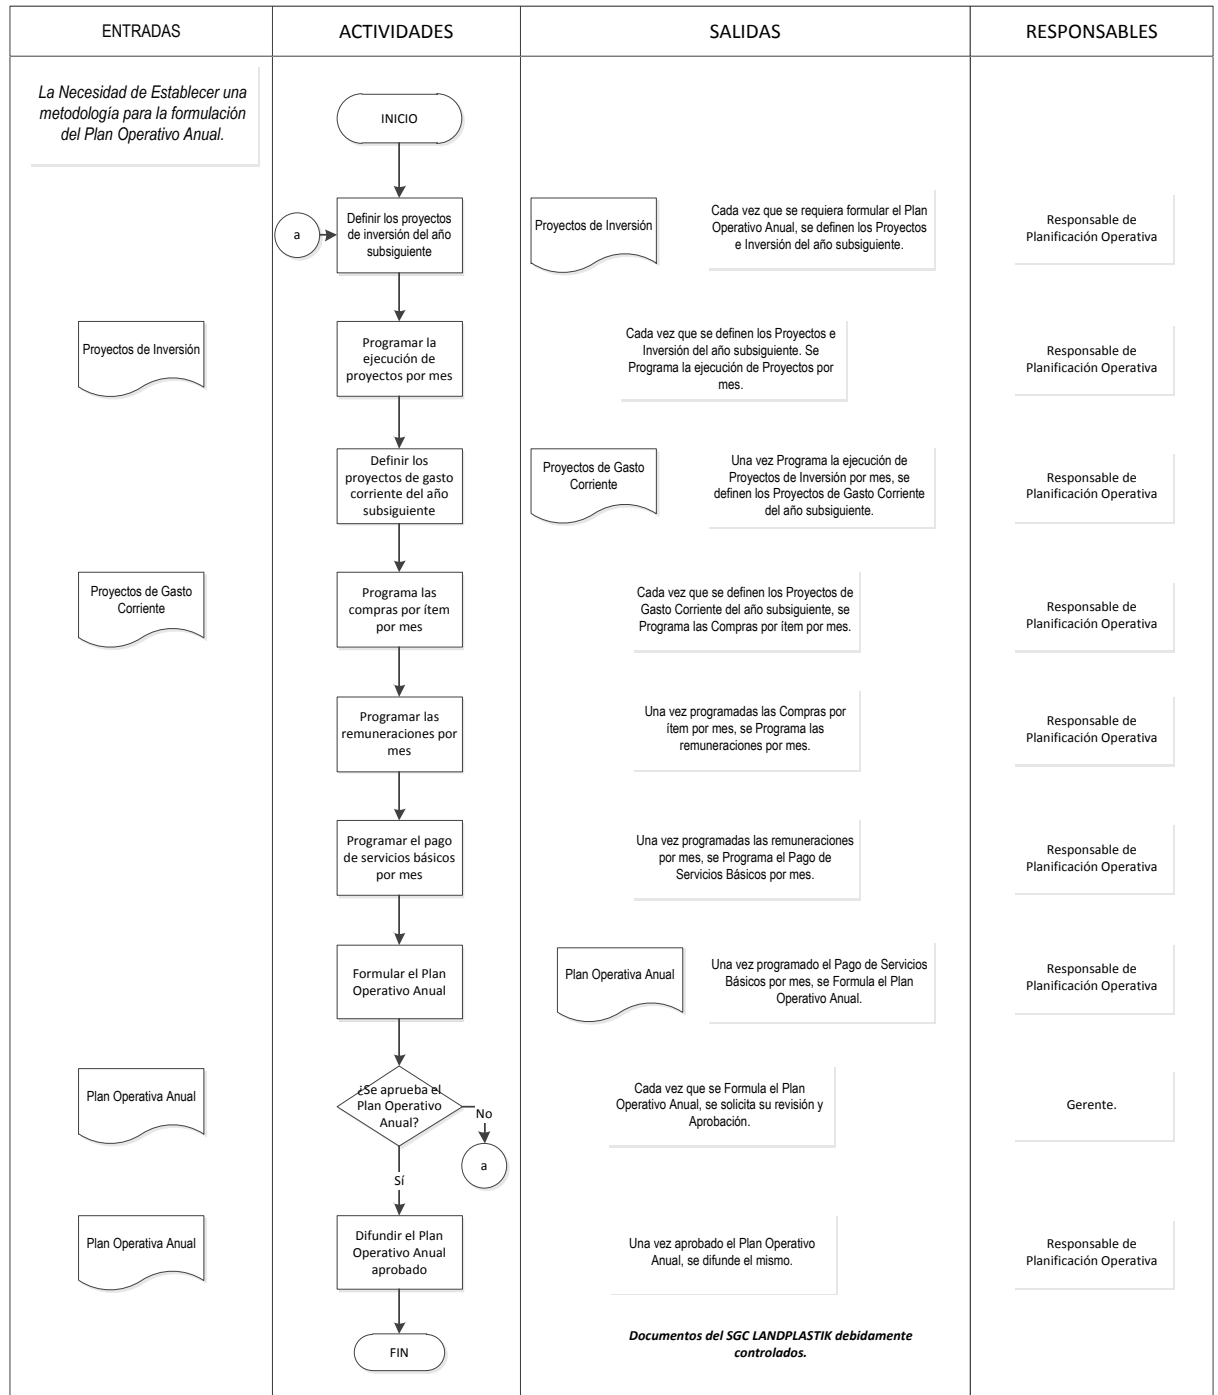 ENTRADAS
ACTIVIDADES
SALIDAS
RESPONSABLES
La Necesidad de Establecer una
metodología para la formulación
del Plan Operativo Anual.
INICIO
a
Definir los proyectos
de inversión del año
subsiguiente
Proyectos de Inversión
Cada vez que se requiera formular el Plan
Operativo Anual, se definen los Proyectos
e Inversión del año subsiguiente.
Responsable de
Planificación Operativa
Proyectos de Inversión
Programar la
ejecución de
proyectos por mes
Cada vez que se definen los Proyectos e
Inversión del año subsiguiente. Se
Programa la ejecución de Proyectos por
mes.
Responsable de
Planificación Operativa
Definir los
proyectos de gasto
corriente del año
subsiguiente
Proyectos de Gasto
Corriente
Una vez Programa la ejecución de
Proyectos de Inversión por mes, se
definen los Proyectos de Gasto Corriente
del año subsiguiente.
Responsable de
Planificación Operativa
Proyectos de Gasto
Corriente
Programa las
compras por ítem
por mes
Cada vez que se definen los Proyectos de
Gasto Corriente del año subsiguiente, se
Programa las Compras por ítem por mes.
Responsable de
Planificación Operativa
Programar las
remuneraciones por
mes
Una vez programadas las Compras por
ítem por mes, se Programa las
remuneraciones por mes.
Responsable de
Planificación Operativa
Programar el pago
de servicios básicos
por mes
Una vez programadas las remuneraciones
por mes, se Programa el Pago de
Servicios Básicos por mes.
Responsable de
Planificación Operativa
Formular el Plan
Operativo Anual
Plan Operativa Anual
Una vez programado el Pago de Servicios
Básicos por mes, se Formula el Plan
Operativo Anual.
Responsable de
Planificación Operativa
Plan Operativa Anual
¿Se aprueba el
Plan Operativo
Anual?
No
a
Sí
Cada vez que se Formula el Plan
Operativo Anual, se solicita su revisión y
Aprobación.
Gerente.
Plan Operativa Anual
Difundir el Plan
Operativo Anual
aprobado
Una vez aprobado el Plan Operativo
Anual, se difunde el mismo.
Responsable de
Planificación Operativa
FIN
Documentos del SGC LANDPLASTIK debidamente
controlados.